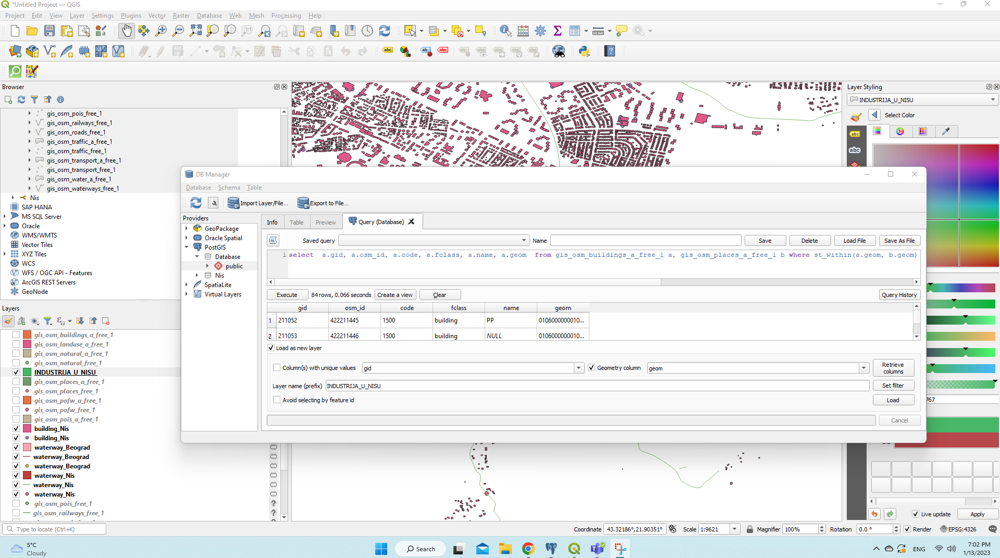 *Untitled Project — QGIS
Project Edit View Layer Settings Plugins Vector Raster Database Web Mesh Processing Help
Browser
gis_osm_pois_free_1
gis_osm_railways_free_1
gis_osm_roads_free_1
gis_osm_traffic_a_free_1
gis_osm_traffic_free_1
gis_osm_transport_a_free_1
gis_osm_transport_free_1
gis_osm_water_a_free_1
gis_osm_waterways_free_1
Nis
SAP HANA
MS SQL Server
Oracle
WMS/WMTS
Vector Tiles
XYZ Tiles
WCS
WFS / OGC API - Features
ArcGIS REST Servers
GeoNode
Layers
gis_osm_buildings_a_free_1
gis_osm_landuse_a_free_1
gis_osm_natural_a_free_1
gis_osm_natural_free_1
INDUSTRIJA_U_NISU
gis_osm_places_a_free_1
gis_osm_places_free_1
gis_osm_pofw_a_free_1
gis_osm_pofw_free_1
gis_osm_pois_a_free_1
building_Nis
building_Nis
waterway_Beograd
waterway_Beograd
waterway_Beograd
waterway_Nis
waterway_Nis
waterway_Nis
gis_osm_pois_free_1
gis_osm_railways_free_1
DB Manager
Database Schema Table
Import Layer/File... Export to File...
Providers
GeoPackage
Oracle Spatial
PostGIS
Database
public
Nis
SpatiaLite
Virtual Layers
Info Table Preview Query (Database)
Saved query Name Save Delete Load File Save As File
1 select a.gid, a.osm_id, a.code, a.fclass, a.name, a.geom from gis_osm_buildings_a_free_1 a, gis_osm_places_a_free_1 b where st_within(a.geom, b.geom)
Execute 84 rows, 0.066 seconds Create a view Clear Query History
gid osm_id code fclass name geom
1 211052 422211445 1500 building PP 0106000000010...
2 211053 422211446 1500 building NULL 0106000000010...
Load as new layer
Column(s) with unique values gid Geometry column geom Retrieve columns
Layer name (prefix) INDUSTRIJA_U_NISU Set filter
Avoid selecting by feature id Load
Cancel
Layer Styling
INDUSTRIJA_U_NISU
Select Color
abc
abc
767
Live update Apply
Type to locate (Ctrl+K) Coordinate 43.32186°,21.90351° Scale 1:9621 Magnifier 100% Rotation 0.0 ° Render EPSG:4326
5°C
Cloudy
Search
ENG
7:02 PM
1/13/2023